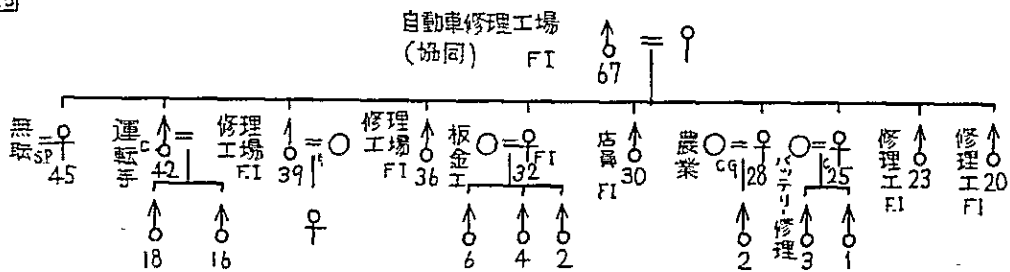 自動車修理工場
(協同) FI
67
無
転 SP 45
運転手 C 42
修理工場 FI 39
修理工場 FI 36
板金工 32 FI
店員 FI 30
農業 C9 28
バッテリー修理 C 25
修理工 FI 23
修理工 FI 20
18 16 6 4 2 2 3 1